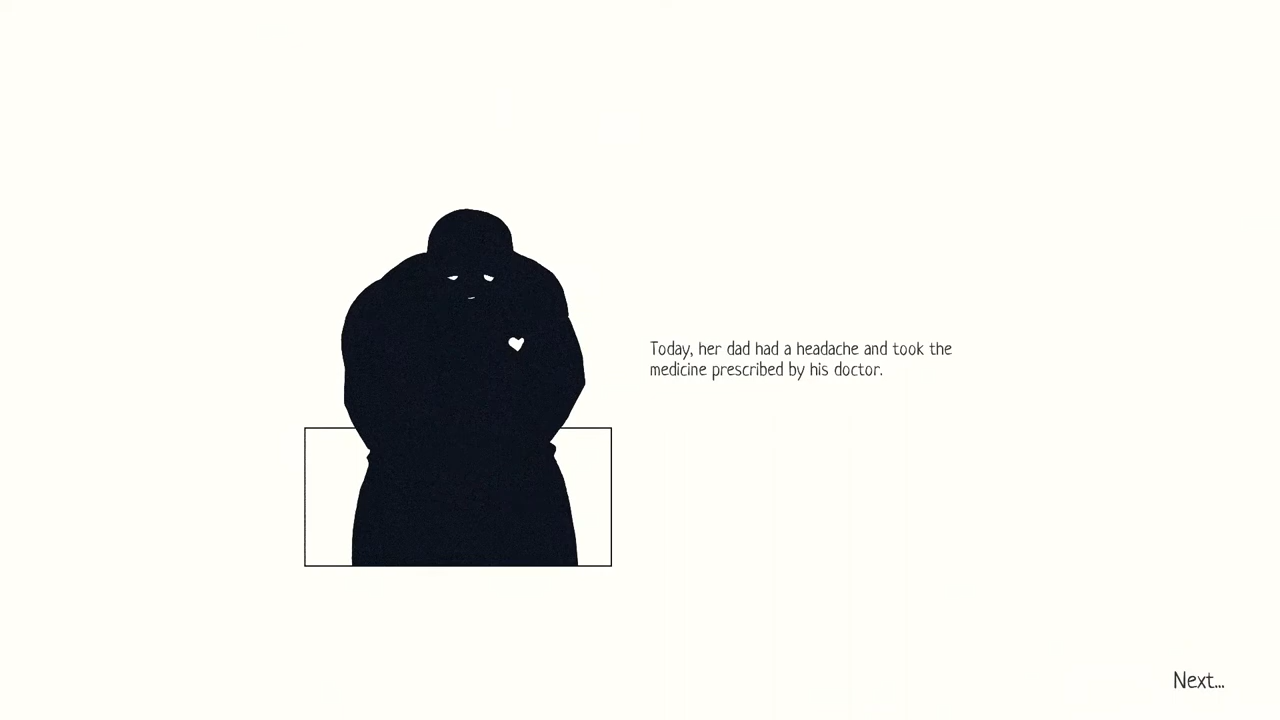 Today, her dad had a headache and took the
medicine prescribed by his doctor.
Next...